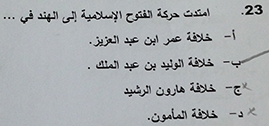 23. امتدت حركة الفتوح الإسلامية إلى الهند في ...
أ- خلافة عمر ابن عبد العزيز.
ب- خلافة الوليد بن عبد الملك .
ج- خلافة هارون الرشيد
د- خلافة المأمون.